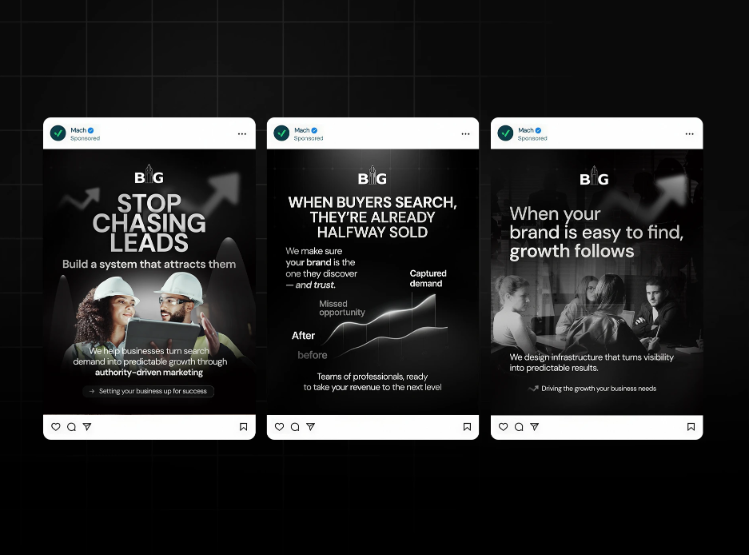 Mach
Sponsored
BIG
STOP
CHASING
LEADS
Build a system that attracts them
We help businesses turn search
demand into predictable growth through
authority-driven marketing
→ Setting your business up for success
Mach
Sponsored
BIG
WHEN BUYERS SEARCH,
THEY'RE ALREADY
HALFWAY SOLD
We make sure
your brand is the
one they discover
— and trust.
Captured
demand
Missed
opportunity
After
before
Teams of professionals, ready
to take your revenue to the next level
Mach
Sponsored
BIG
When your
brand is easy to find,
growth follows
We design infrastructure that turns visibility
into predictable results.
Driving the growth your business needs